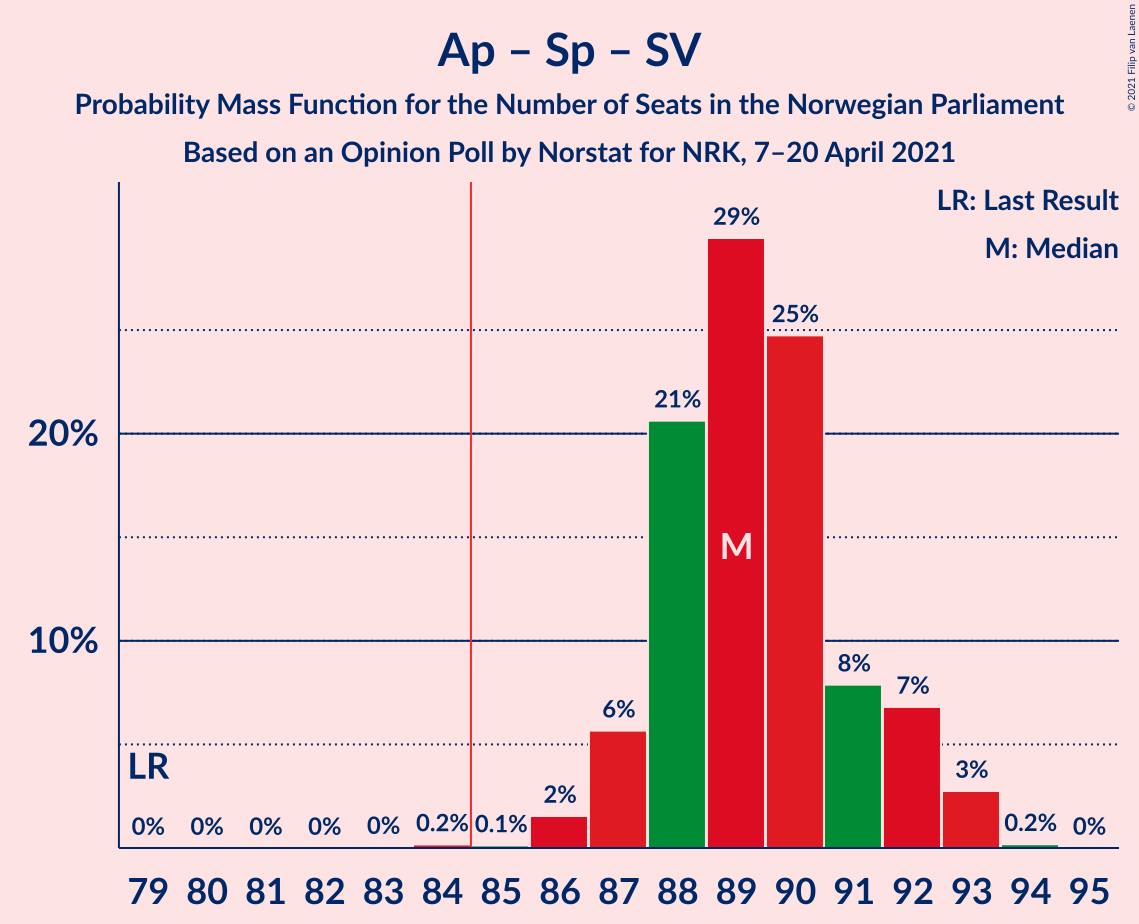 Ap – Sp – SV
Probability Mass Function for the Number of Seats in the Norwegian Parliament
Based on an Opinion Poll by Norstat for NRK, 7–20 April 2021
© 2021 Filip van Laenen
LR: Last Result
M: Median
29%
25%
21%
20%
M
10%
8%
7%
6%
LR
3%
2%
0% 0% 0% 0% 0% 0.2% 0.1% 0.2% 0%
79 80 81 82 83 84 85 86 87 88 89 90 91 92 93 94 95